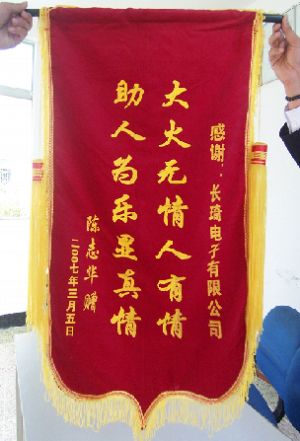 感谢：长琦电子有限公司
大火无情人有情
助人为乐显真情
陈志华赠
二00七年三月五日